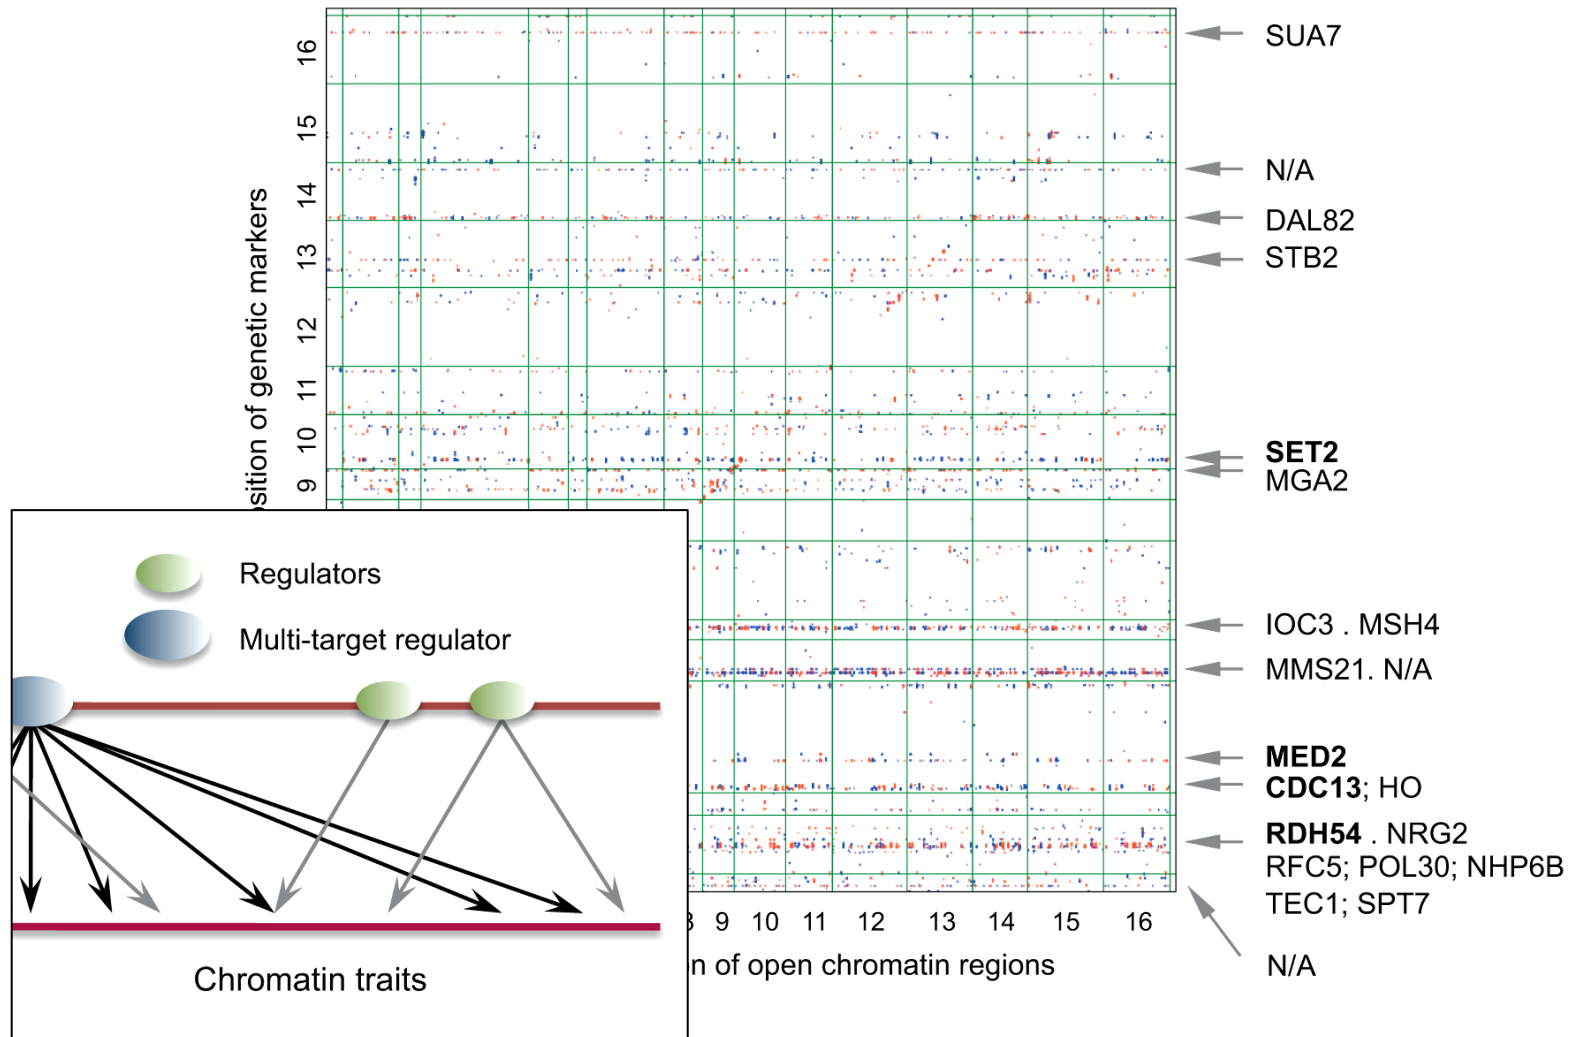 16
15
14
13
12
11
10
9
sition of genetic markers
SUA7
N/A
DAL82
STB2
SET2
MGA2
IOC3 . MSH4
MMS21. N/A
MED2
CDC13; HO
RDH54 . NRG2
RFC5; POL30; NHP6B
TEC1; SPT7
N/A
Regulators
Multi-target regulator
Chromatin traits
9 10 11 12 13 14 15 16
n of open chromatin regions